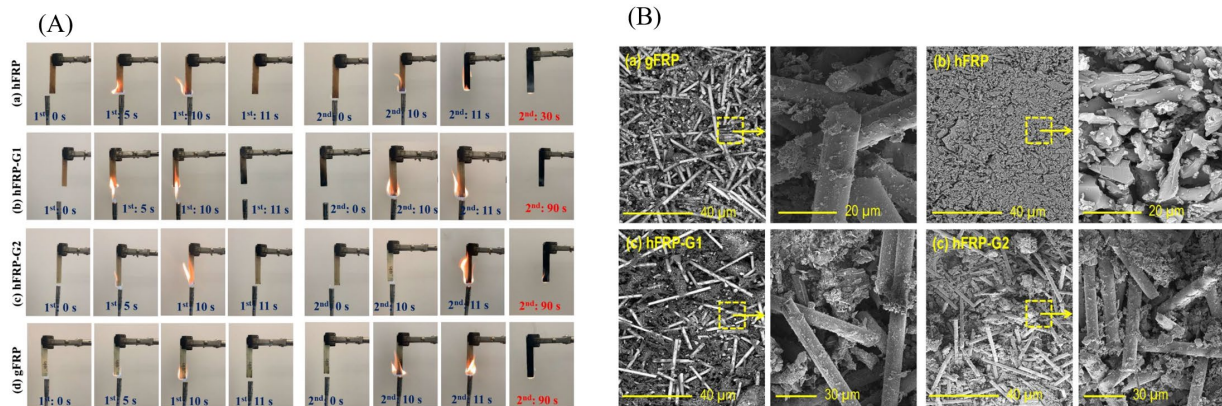 (A)
(a) hFRP
1st: 0 s
1st: 5 s
1st: 10 s
1st: 11 s
2nd: 0 s
2nd: 10 s
2nd: 11 s
2nd: 30 s
(b) hFRP-G1
1st: 0 s
1st: 5 s
1st: 10 s
1st: 11 s
2nd: 0 s
2nd: 10 s
2nd: 11 s
2nd: 90 s
(c) hFRP-G2
1st: 0 s
1st: 5 s
1st: 10 s
1st: 11 s
2nd: 0 s
2nd: 10 s
2nd: 11 s
2nd: 90 s
(d) gFRP
1st: 0 s
1st: 5 s
1st: 10 s
1st: 11 s
2nd: 0 s
2nd: 10 s
2nd: 11 s
2nd: 90 s
(B)
(a) gFRP
40 μm
20 μm
(b) hFRP
40 μm
20 μm
(c) hFRP-G1
40 μm
30 μm
(c) hFRP-G2
40 μm
30 μm